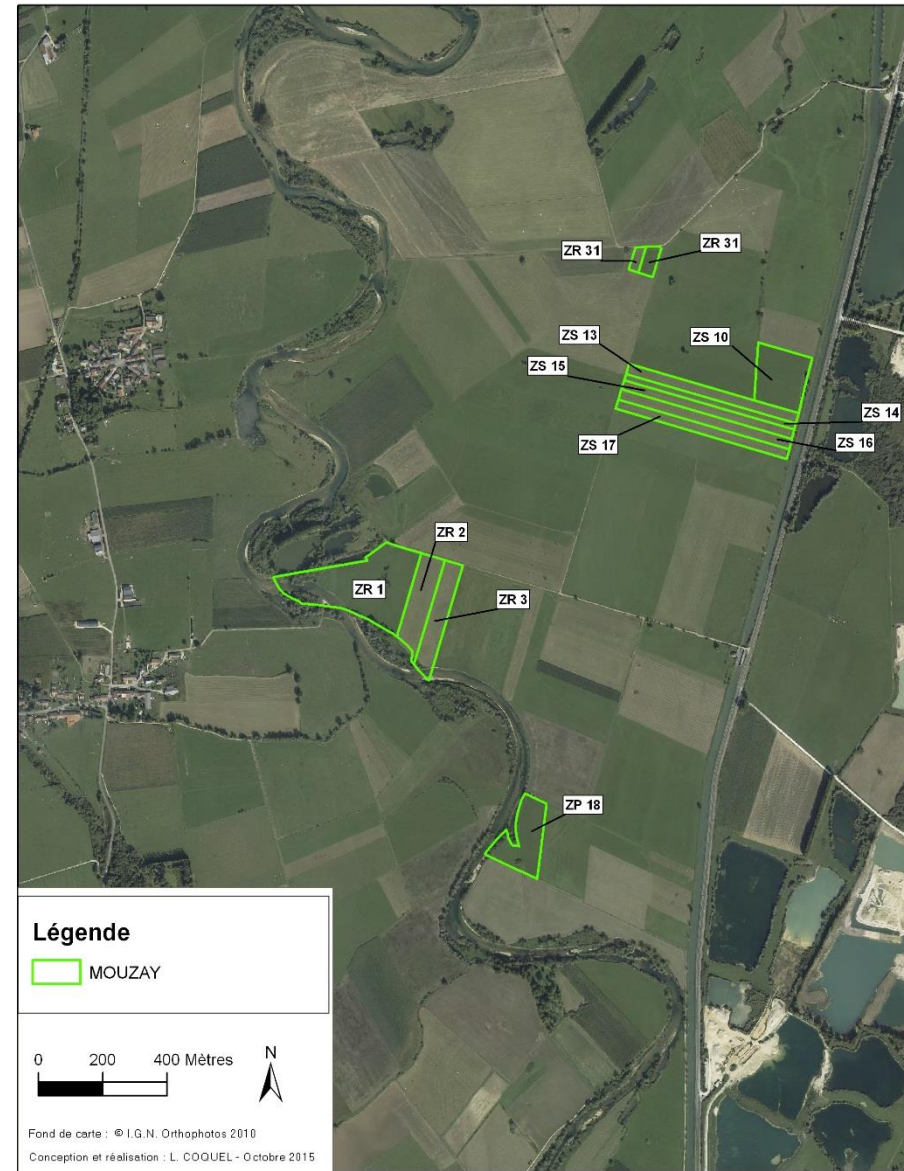 ZR 31
ZR 31
ZS 13
ZS 10
ZS 15
ZS 14
ZS 17
ZS 16
ZR 2
ZR 1
ZR 3
ZP 18
Légende
MOUZAY
0 200 400 Mètres
N
Fond de carte : © I.G.N. Orthophotos 2010
Conception et réalisation : L. COQUEL - Octobre 2015